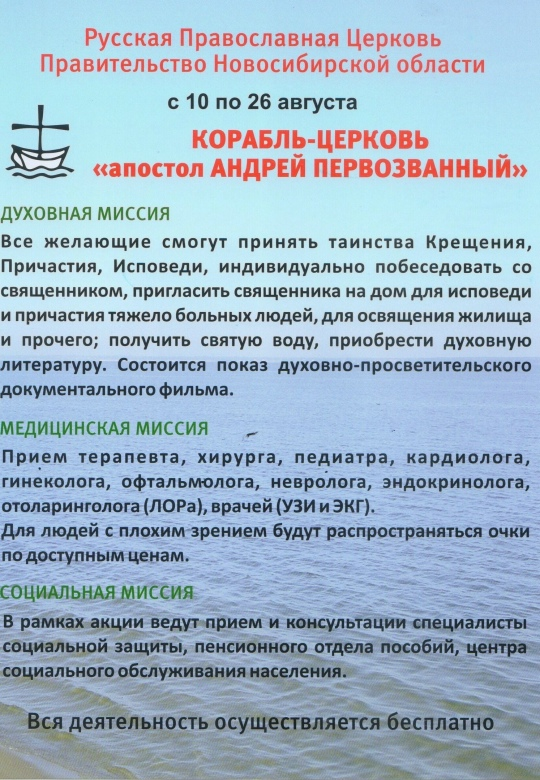 Русская Православная Церковь
Правительство Новосибирской области
с 10 по 26 августа
КОРАБЛЬ-ЦЕРКОВЬ
«апостол АНДРЕЙ ПЕРВОЗВАННЫЙ»
ДУХОВНАЯ МИССИЯ
Все желающие смогут принять таинства Крещения,
Причастия, Исповеди, индивидуально побеседовать со
священником, пригласить священника на дом для исповеди
и причастия тяжело больных людей, для освящения жилища
и прочего; получить святую воду, приобрести духовную
литературу. Состоится показ духовно-просветительского
документального фильма.
МЕДИЦИНСКАЯ МИССИЯ
Прием терапевта, хирурга, педиатра, кардиолога,
гинеколога, офтальмолога, невролога, эндокринолога,
отоларинголога (ЛОРа), врачей (УЗИ и ЭКГ).
Для людей с плохим зрением будут распространяться очки
по доступным ценам.
СОЦИАЛЬНАЯ МИССИЯ
В рамках акции ведут прием и консультации специалисты
социальной защиты, пенсионного отдела пособий, центра
социального обслуживания населения.
Вся деятельность осуществляется бесплатно